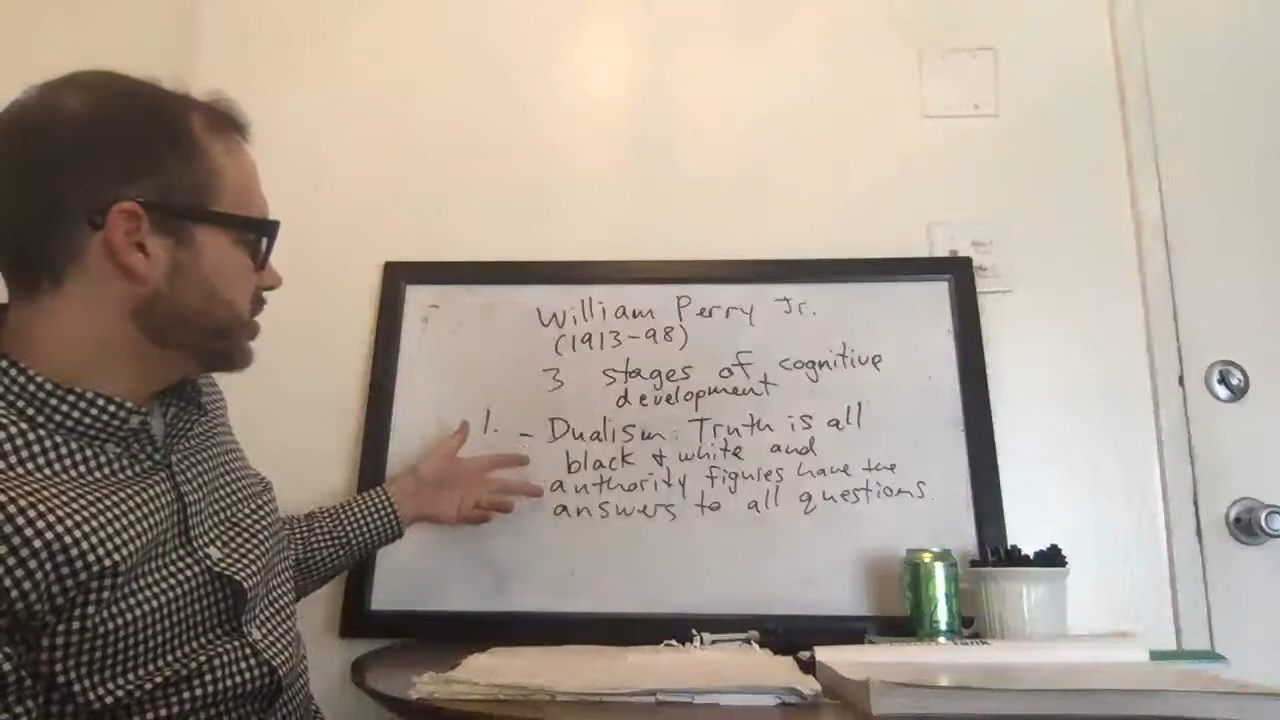 William Perry Jr.
(1913-98)
3 stages of cognitive
development
1. - Dualism: Truth is all
black & white and
authority figures have the
answers to all questions.